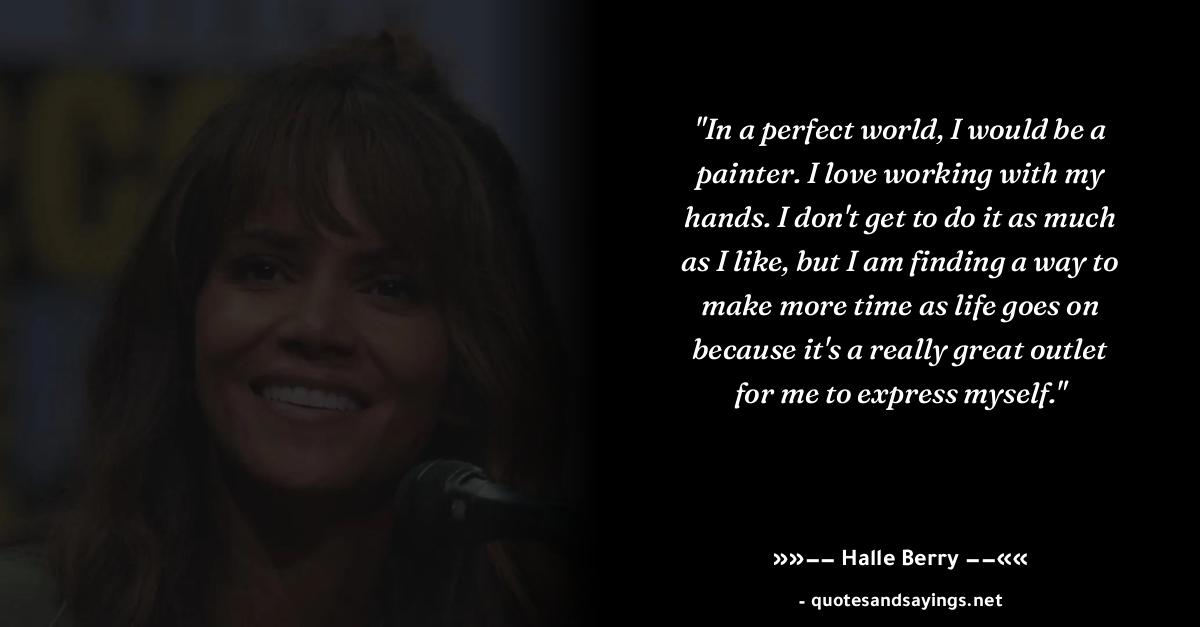 "In a perfect world, I would be a
painter. I love working with my
hands. I don't get to do it as much
as I like, but I am finding a way to
make more time as life goes on
because it's a really great outlet
for me to express myself."
»»–– Halle Berry ––««
- quotesandsayings.net